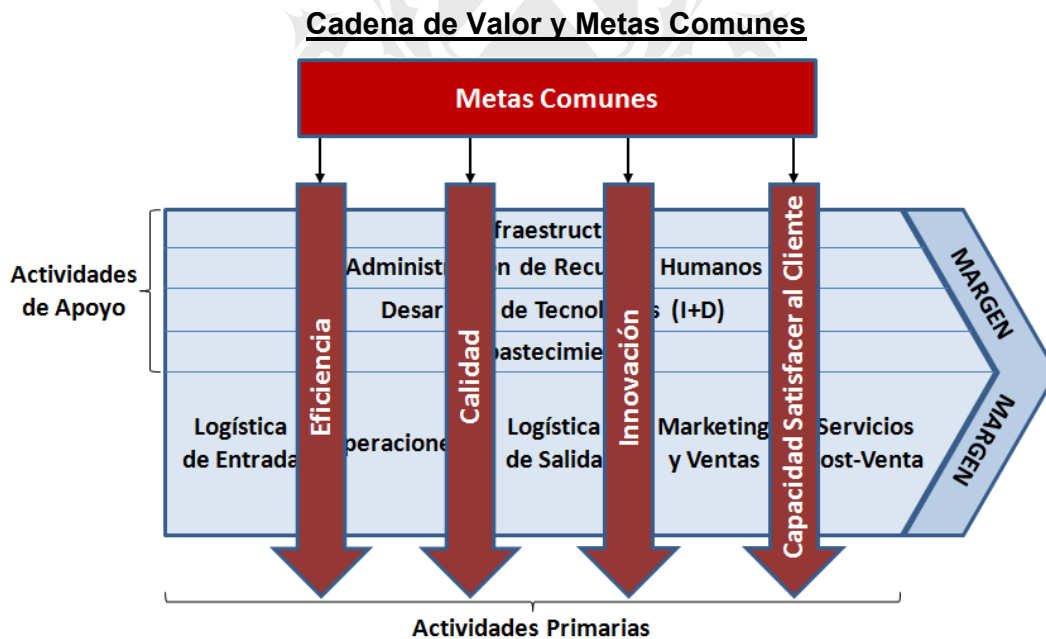 Cadena de Valor y Metas Comunes
Metas Comunes
Actividades
de Apoyo
fraestruct
Administr ón de Recu Humanos
Desar de Tecnol s (I+D)
pastecimie
Logística
de Entrada
peracione
Logística
de Salida
Marketing
y Ventas
Servicios
ost-Venta
Eficiencia
Calidad
Innovación
Capacidad Satisfacer al Cliente
MARGEN
MARGEN
Actividades Primarias